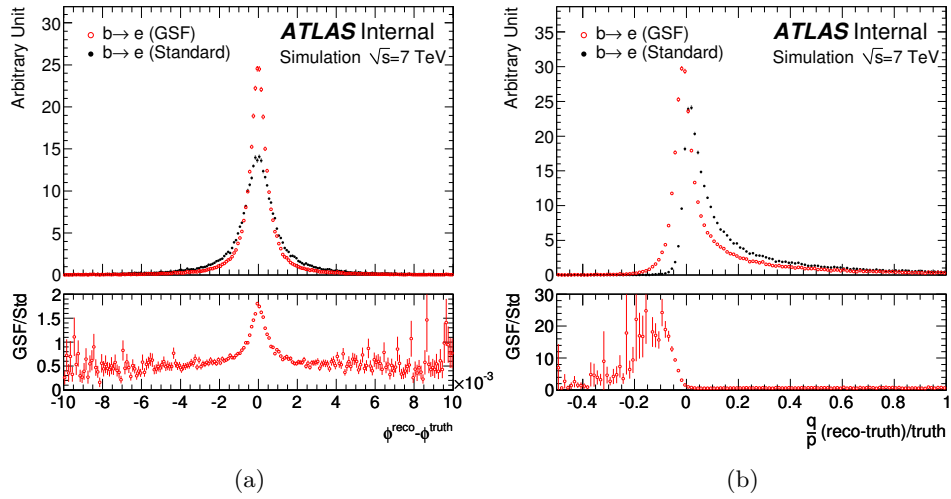 Arbitrary Unit
30
25
20
15
10
5
0
b→ e (GSF)
b→ e (Standard)
ATLAS Internal
Simulation √s=7 TeV
GSF/Std
2
1.5
1
0.5
0
-10 -8 -6 -4 -2 0 2 4 6 8 10
×10⁻³
ϕ^reco-ϕ^truth
(a)
Arbitrary Unit
35
30
25
20
15
10
5
0
b→ e (GSF)
b→ e (Standard)
ATLAS Internal
Simulation √s=7 TeV
GSF/Std
30
20
10
0
-0.4 -0.2 0 0.2 0.4 0.6 0.8 1
q/p (reco-truth)/truth
(b)